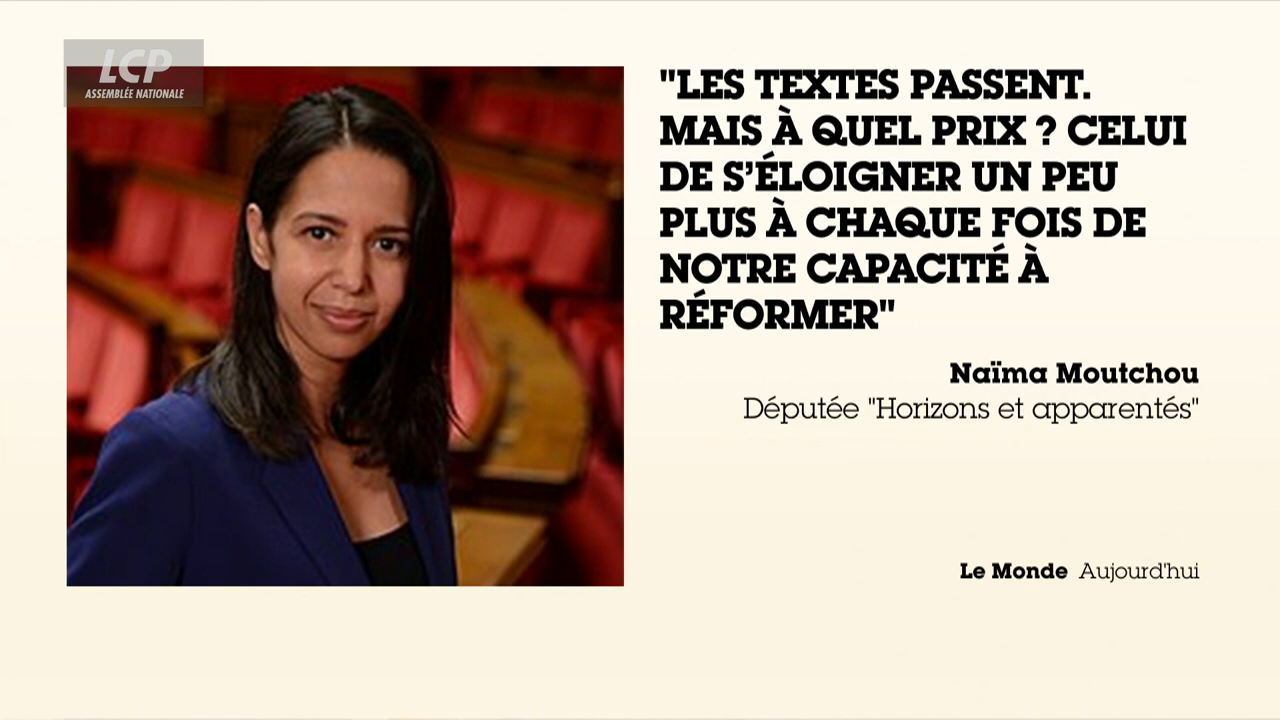 LCP
ASSEMBLÉE NATIONALE
"LES TEXTES PASSENT.
MAIS À QUEL PRIX ? CELUI
DE S’ÉLOIGNER UN PEU
PLUS À CHAQUE FOIS DE
NOTRE CAPACITÉ À
RÉFORMER"
Naïma Moutchou
Députée "Horizons et apparentés"
Le Monde Aujourd'hui